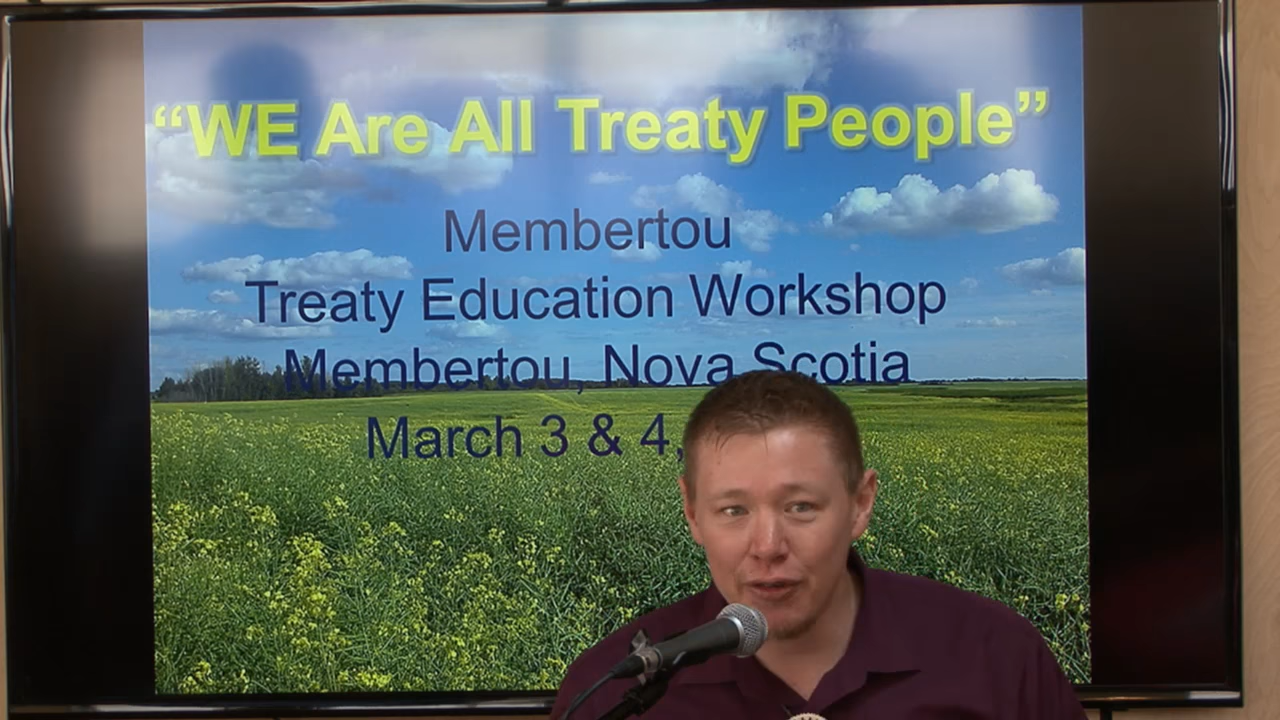 “WE Are All Treaty People”
Membertou
Treaty Education Workshop
Membertou, Nova Scotia
March 3 & 4,